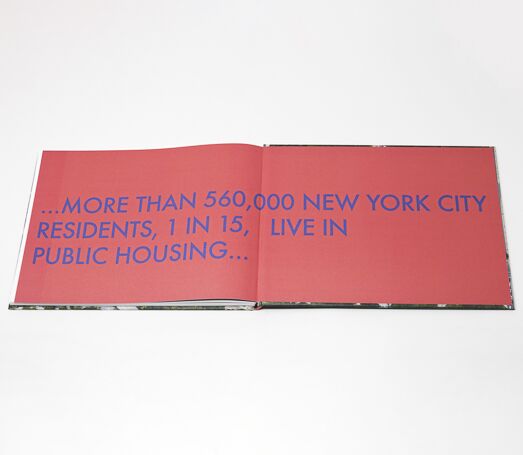 ...MORE THAN 560,000 NEW YORK CITY
RESIDENTS, 1 IN 15, LIVE IN
PUBLIC HOUSING...